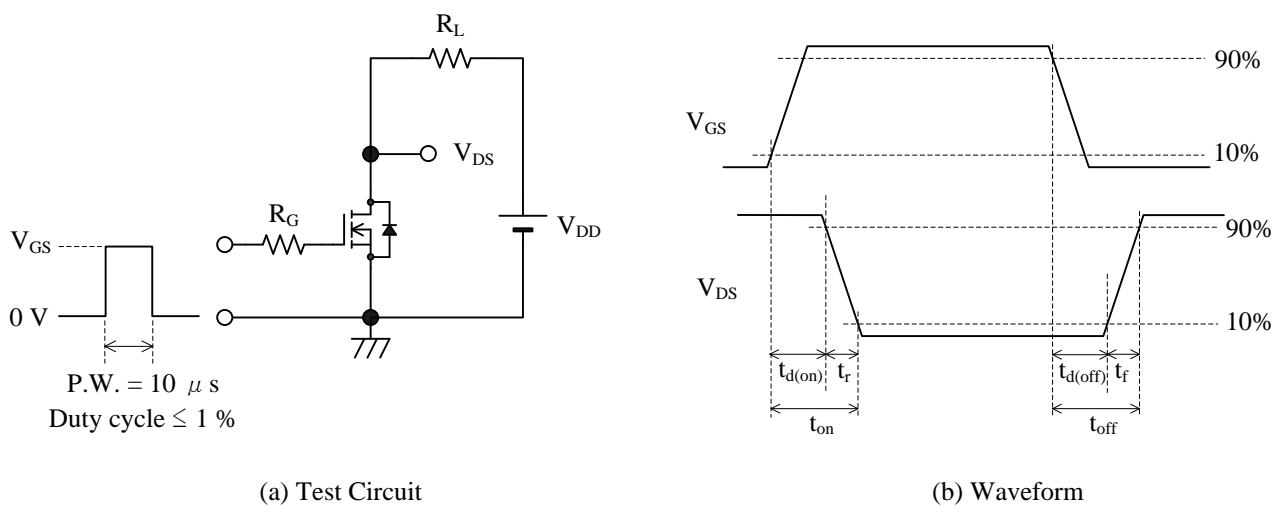 R_L
V_DS
R_G
V_DD
V_GS
0 V
P.W. = 10 μ s
Duty cycle ≤ 1 %
(a) Test Circuit
V_GS
90%
10%
V_DS
90%
10%
t_d(on) t_r t_d(off) t_f
t_on t_off
(b) Waveform